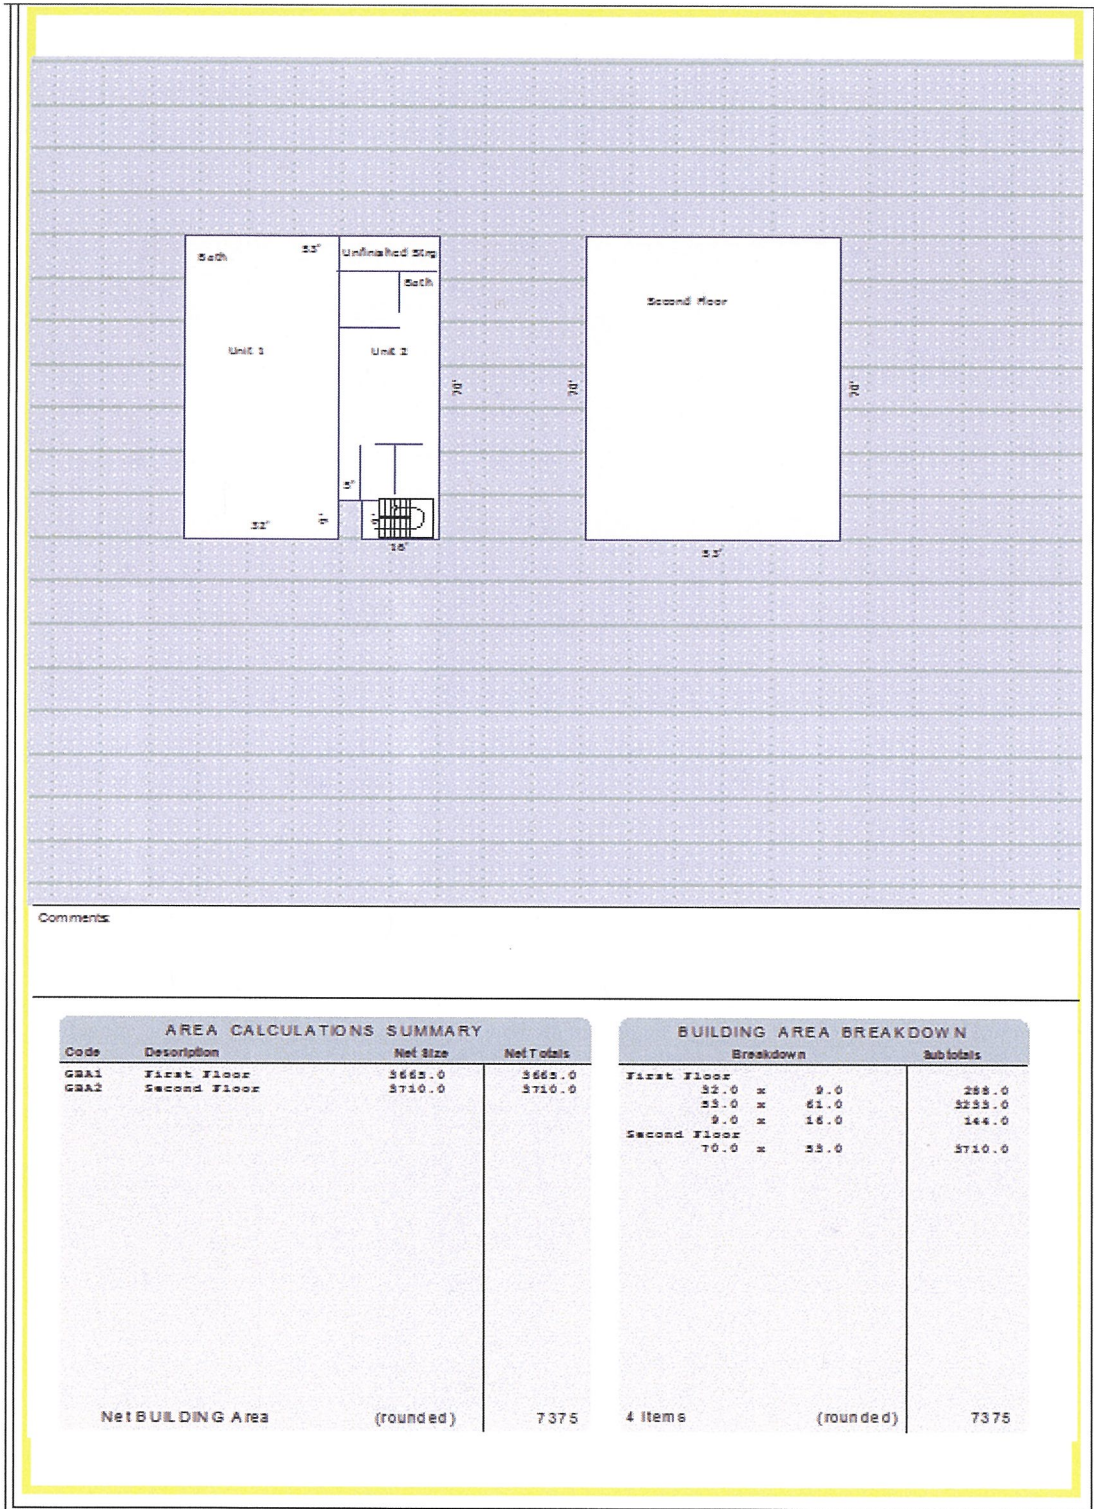 Bath 53' Unfinished Strg
Bath
Second Floor
Unit 1 Unit 2
70' 70' 70'
32' 9' 9'
16' 53'
Comments:
AREA CALCULATIONS SUMMARY
Code Description Net Size Net Totals
GBA1 First Floor 3665.0 3665.0
GBA2 Second Floor 3710.0 3710.0
Net BUILDING Area (rounded) 7375
BUILDING AREA BREAKDOWN
Breakdown Subtotals
First Floor
32.0 x 9.0 288.0
53.0 x 61.0 3233.0
9.0 x 16.0 144.0
Second Floor
70.0 x 53.0 3710.0
4 Items (rounded) 7375